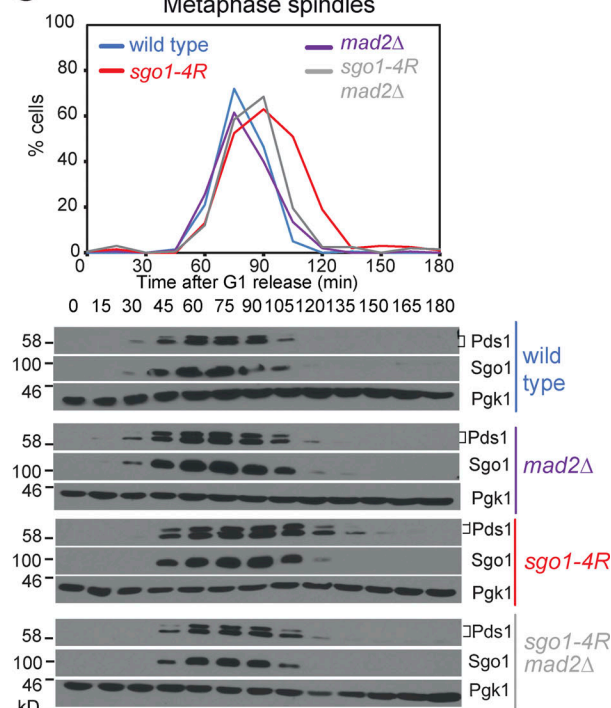 Metaphase spindles
100
80
60
40
20
0
% cells
wild type
sgo1-4R
mad2Δ
sgo1-4R
mad2Δ
0 30 60 90 120 150 180
Time after G1 release (min)
0 15 30 45 60 75 90 105 120 135 150 165 180
58 Pds1
100 Sgo1
46 Pgk1
wild
type
58 Pds1
100 Sgo1
46 Pgk1
mad2Δ
58 Pds1
100 Sgo1
46 Pgk1
sgo1-4R
58 Pds1
100 Sgo1
46 Pgk1
sgo1-4R
mad2Δ
kD